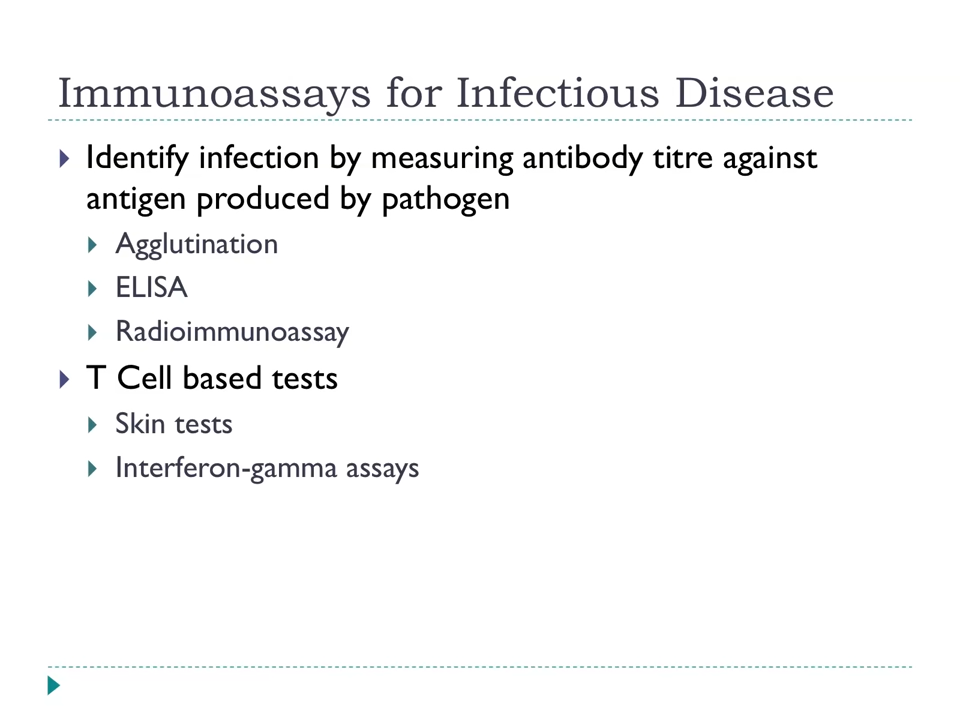 Immunoassays for Infectious Disease
Identify infection by measuring antibody titre against
antigen produced by pathogen
Agglutination
ELISA
Radioimmunoassay
T Cell based tests
Skin tests
Interferon-gamma assays